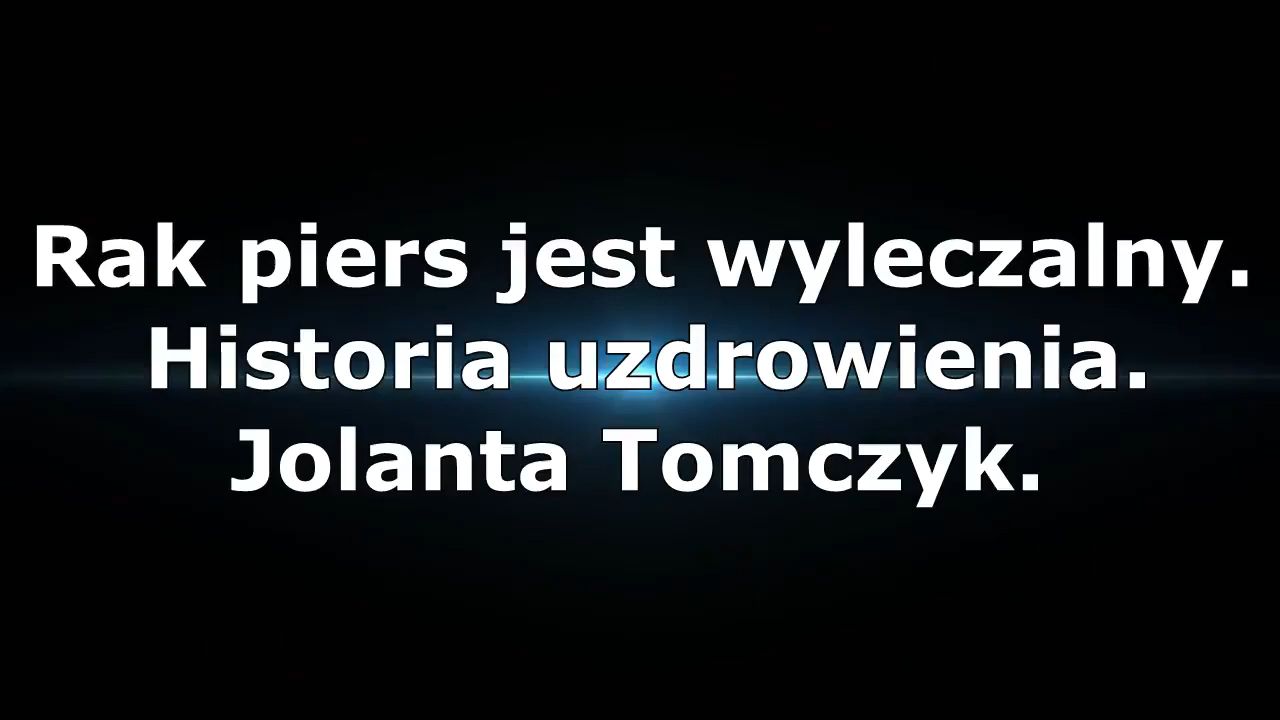 Rak piers jest wyleczalny.
Historia uzdrowienia.
Jolanta Tomczyk.